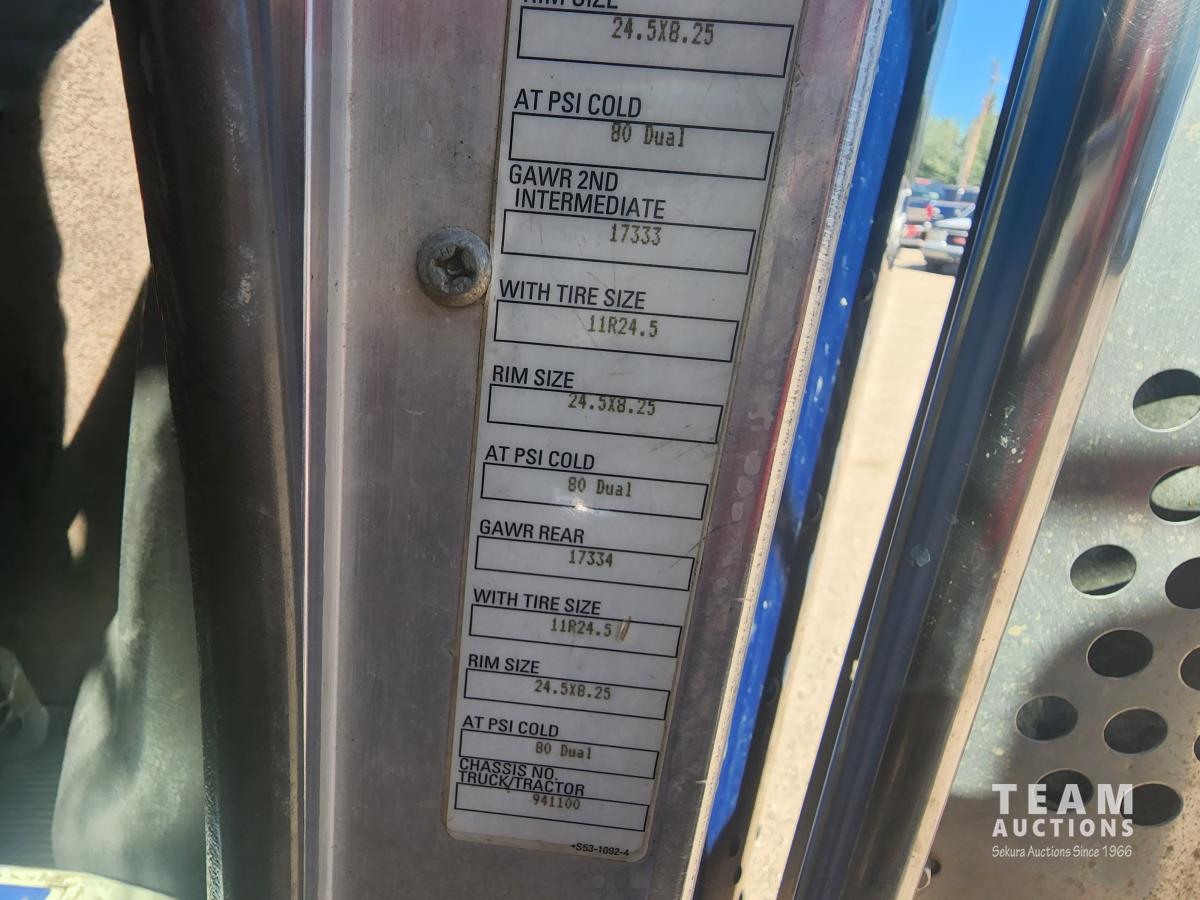 RIM SIZE
24.5X8.25
AT PSI COLD
80 Dual
GAWR 2ND
INTERMEDIATE
17333
WITH TIRE SIZE
11R24.5
RIM SIZE
24.5X8.25
AT PSI COLD
80 Dual
GAWR REAR
17334
WITH TIRE SIZE
11R24.5
RIM SIZE
24.5X8.25
AT PSI COLD
80 Dual
CHASSIS NO.
TRUCK/TRACTOR
941100
•S53-1092-4
TEAM
AUCTIONS
Sekura Auctions Since 1966